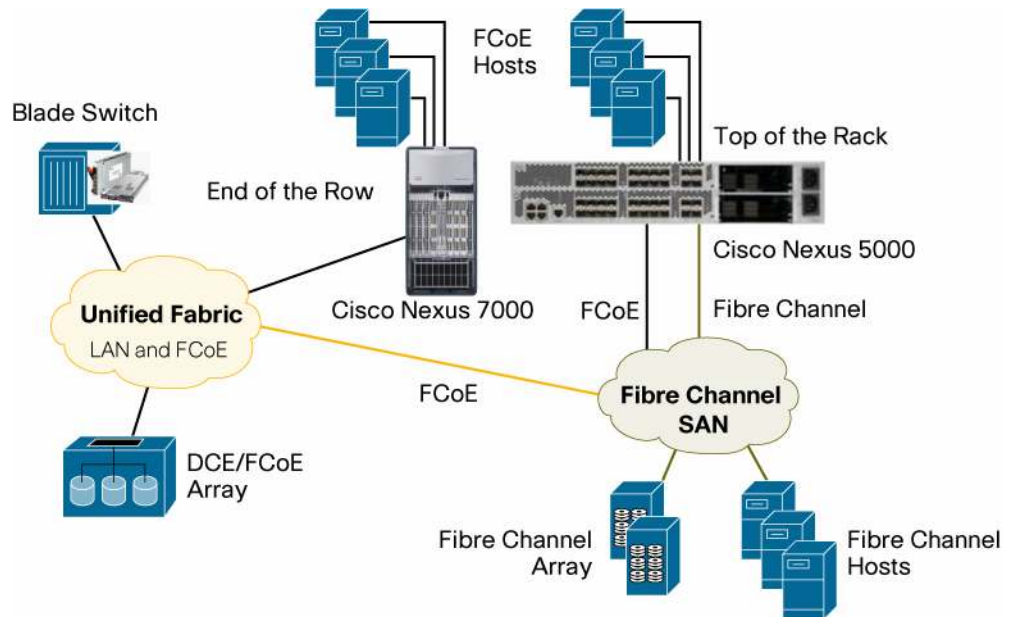 FCoE
Hosts
Blade Switch
Top of the Rack
End of the Row
Cisco Nexus 5000
Cisco Nexus 7000
FCoE
Fibre Channel
Unified Fabric
LAN and FCoE
FCoE
Fibre Channel
SAN
DCE/FCoE
Array
Fibre Channel
Array
Fibre Channel
Hosts